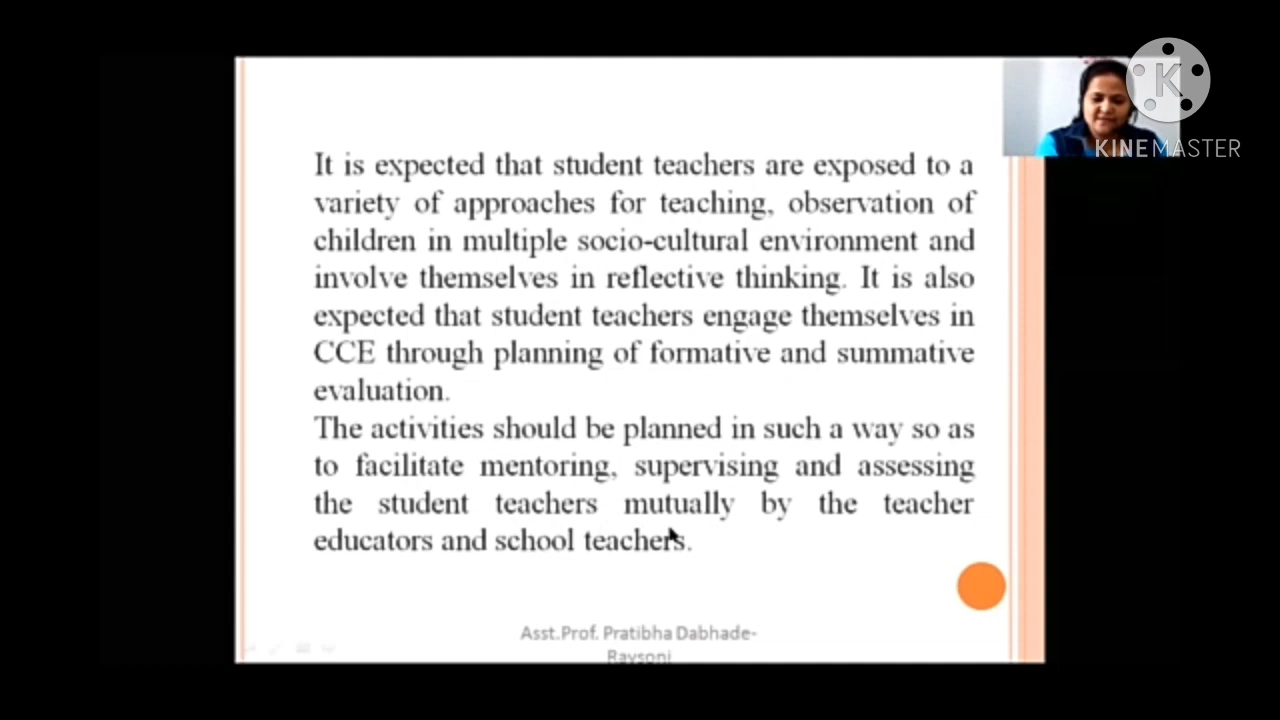 K
KINEMASTER
It is expected that student teachers are exposed to a
variety of approaches for teaching, observation of
children in multiple socio-cultural environment and
involve themselves in reflective thinking. It is also
expected that student teachers engage themselves in
CCE through planning of formative and summative
evaluation.
The activities should be planned in such a way so as
to facilitate mentoring, supervising and assessing
the student teachers mutually by the teacher
educators and school teachers.
Asst.Prof. Pratibha Dabhade-
Raysoni